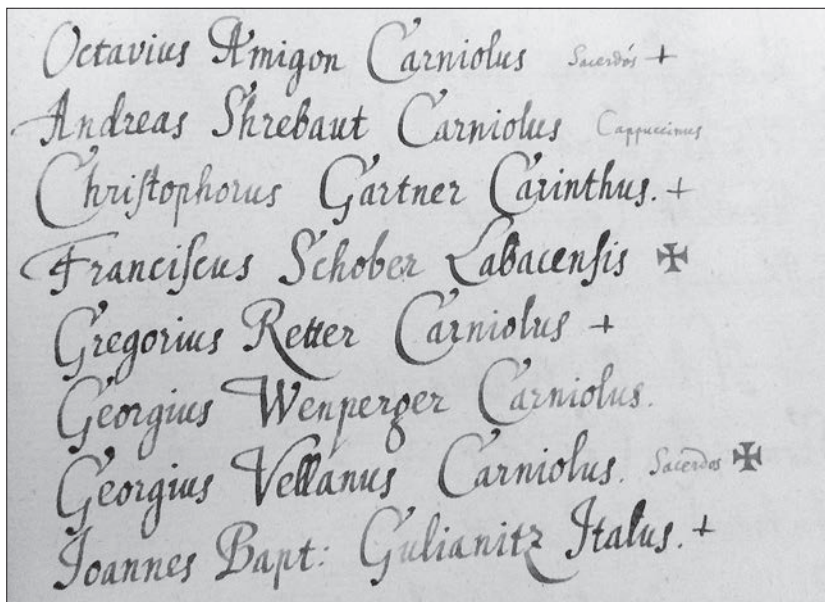 Octavius Amigon Carniolus Sacerdos +
Andreas Shrebaut Carniolus Cappuccinus
Chriſtophorus Gartner Carinthus. +
Franciſcus Schober Labacenſis ✠
Gregorius Retter Carniolus +
Georgius Wenperger Carniolus.
Georgius Vellanus Carniolus. Sacerdos ✠
Joannes Bapt: Gulianitz Italus. +